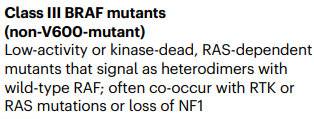 Class III BRAF mutants
(non-V600-mutant)
Low-activity or kinase-dead, RAS-dependent
mutants that signal as heterodimers with
wild-type RAF; often co-occur with RTK or
RAS mutations or loss of NF1